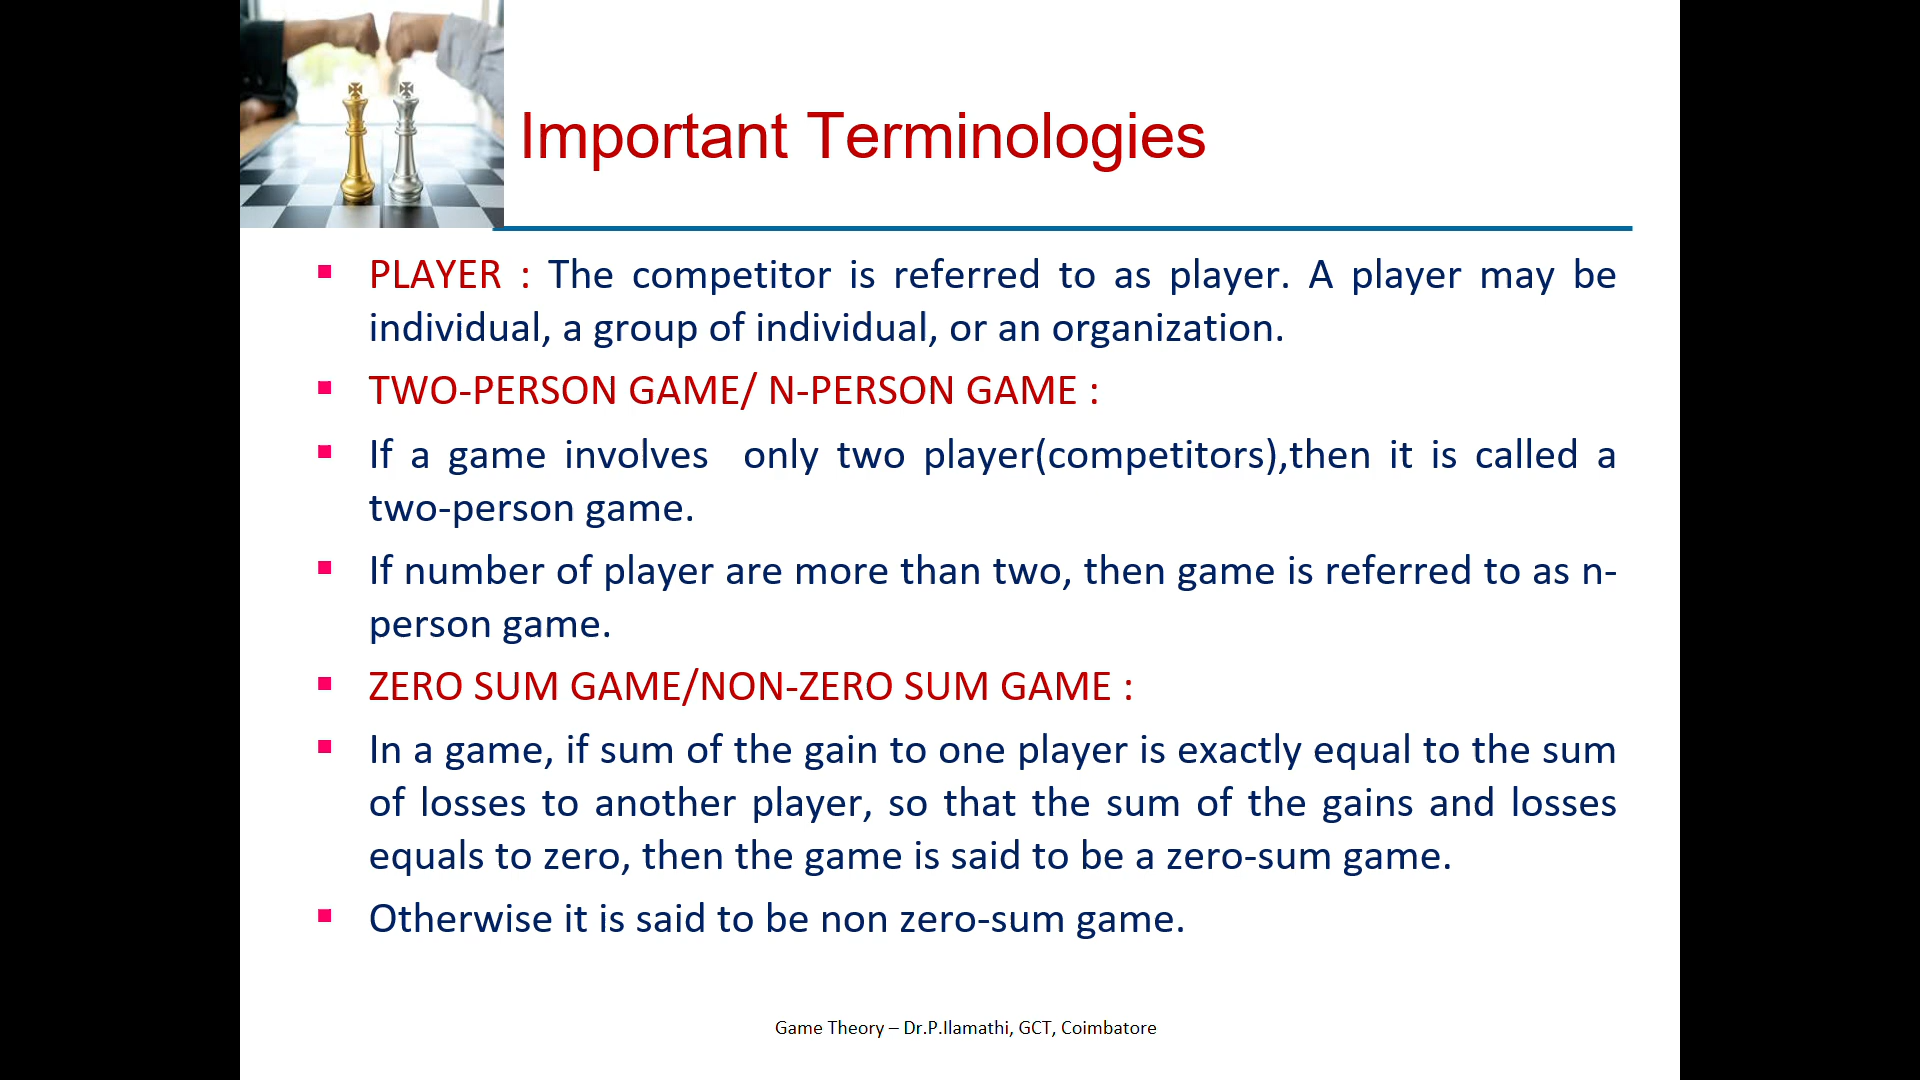 Important Terminologies
PLAYER : The competitor is referred to as player. A player may be
individual, a group of individual, or an organization.
TWO-PERSON GAME/ N-PERSON GAME :
If a game involves only two player(competitors),then it is called a
two-person game.
If number of player are more than two, then game is referred to as n-
person game.
ZERO SUM GAME/NON-ZERO SUM GAME :
In a game, if sum of the gain to one player is exactly equal to the sum
of losses to another player, so that the sum of the gains and losses
equals to zero, then the game is said to be a zero-sum game.
Otherwise it is said to be non zero-sum game.
Game Theory – Dr.P.Ilamathi, GCT, Coimbatore